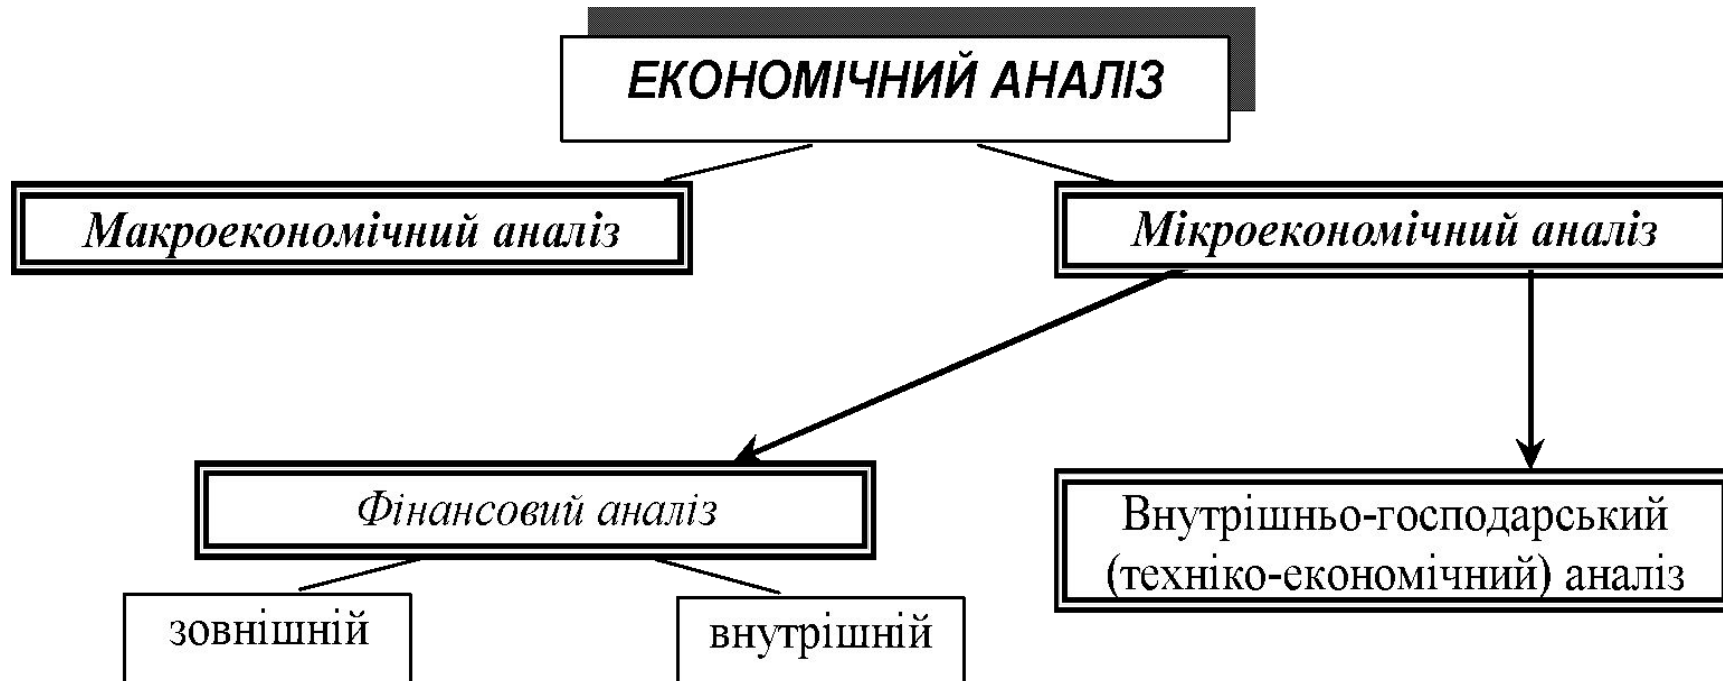 ЕКОНОМІЧНИЙ АНАЛІЗ
Макроекономічний аналіз
Мікроекономічний аналіз
Фінансовий аналіз
Внутрішньо-господарський
(техніко-економічний) аналіз
зовнішній
внутрішній